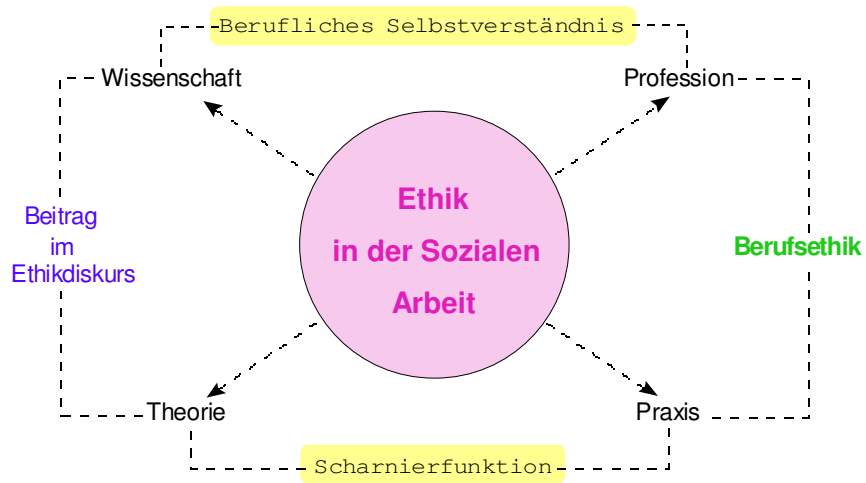 Berufliches Selbstverständnis
Wissenschaft
Profession
Ethik
in der Sozialen
Arbeit
Beitrag
im
Ethikdiskurs
Berufsethik
Theorie
Praxis
Scharnierfunktion